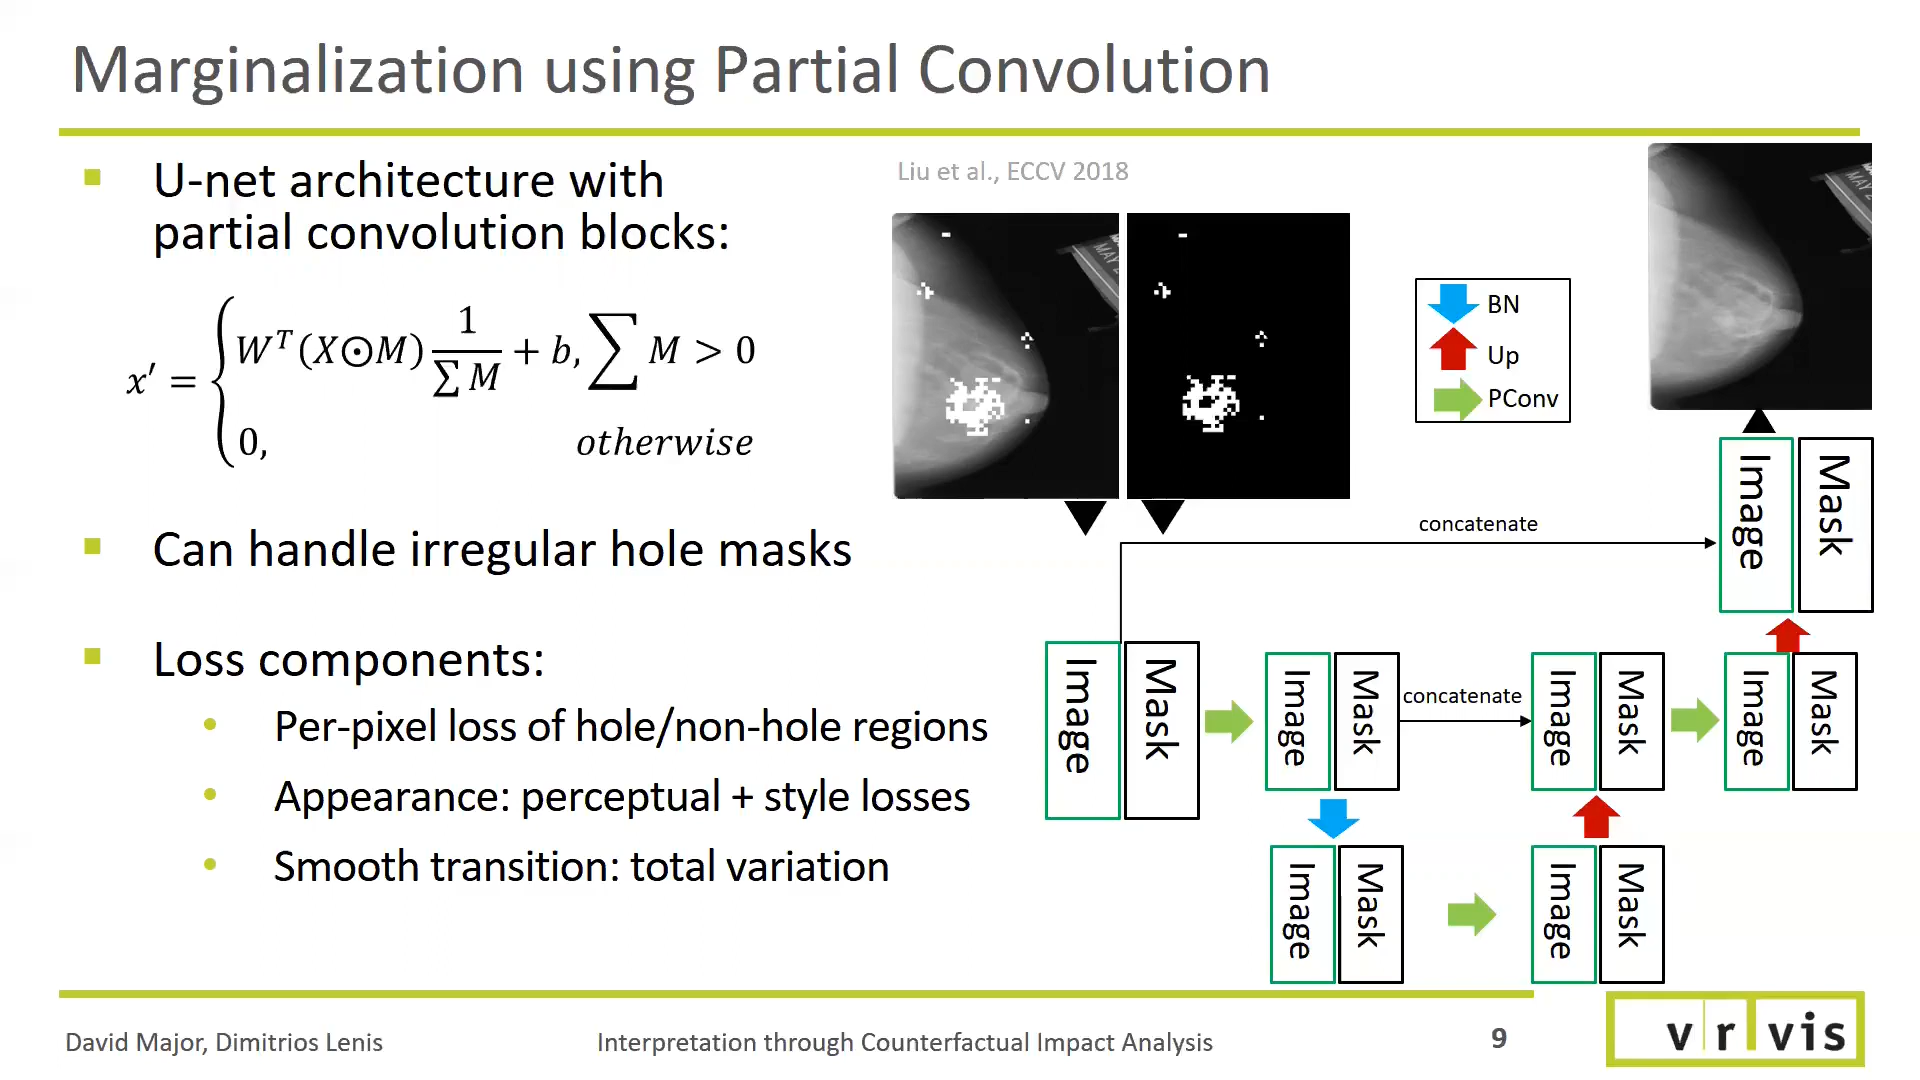 Marginalization using Partial Convolution
U-net architecture with
partial convolution blocks:
x′ = { Wᵀ(X⊙M) 1/∑M + b, ∑M > 0
0, otherwise
Can handle irregular hole masks
Loss components:
Per-pixel loss of hole/non-hole regions
Appearance: perceptual + style losses
Smooth transition: total variation
Liu et al., ECCV 2018
MAY
BN
Up
PConv
MAY
concatenate
Image
Mask
Image
Mask
Image
Mask
concatenate
Image
Mask
Image
Mask
Image
Mask
Image
Mask
David Major, Dimitrios Lenis
Interpretation through Counterfactual Impact Analysis
9
vrvis